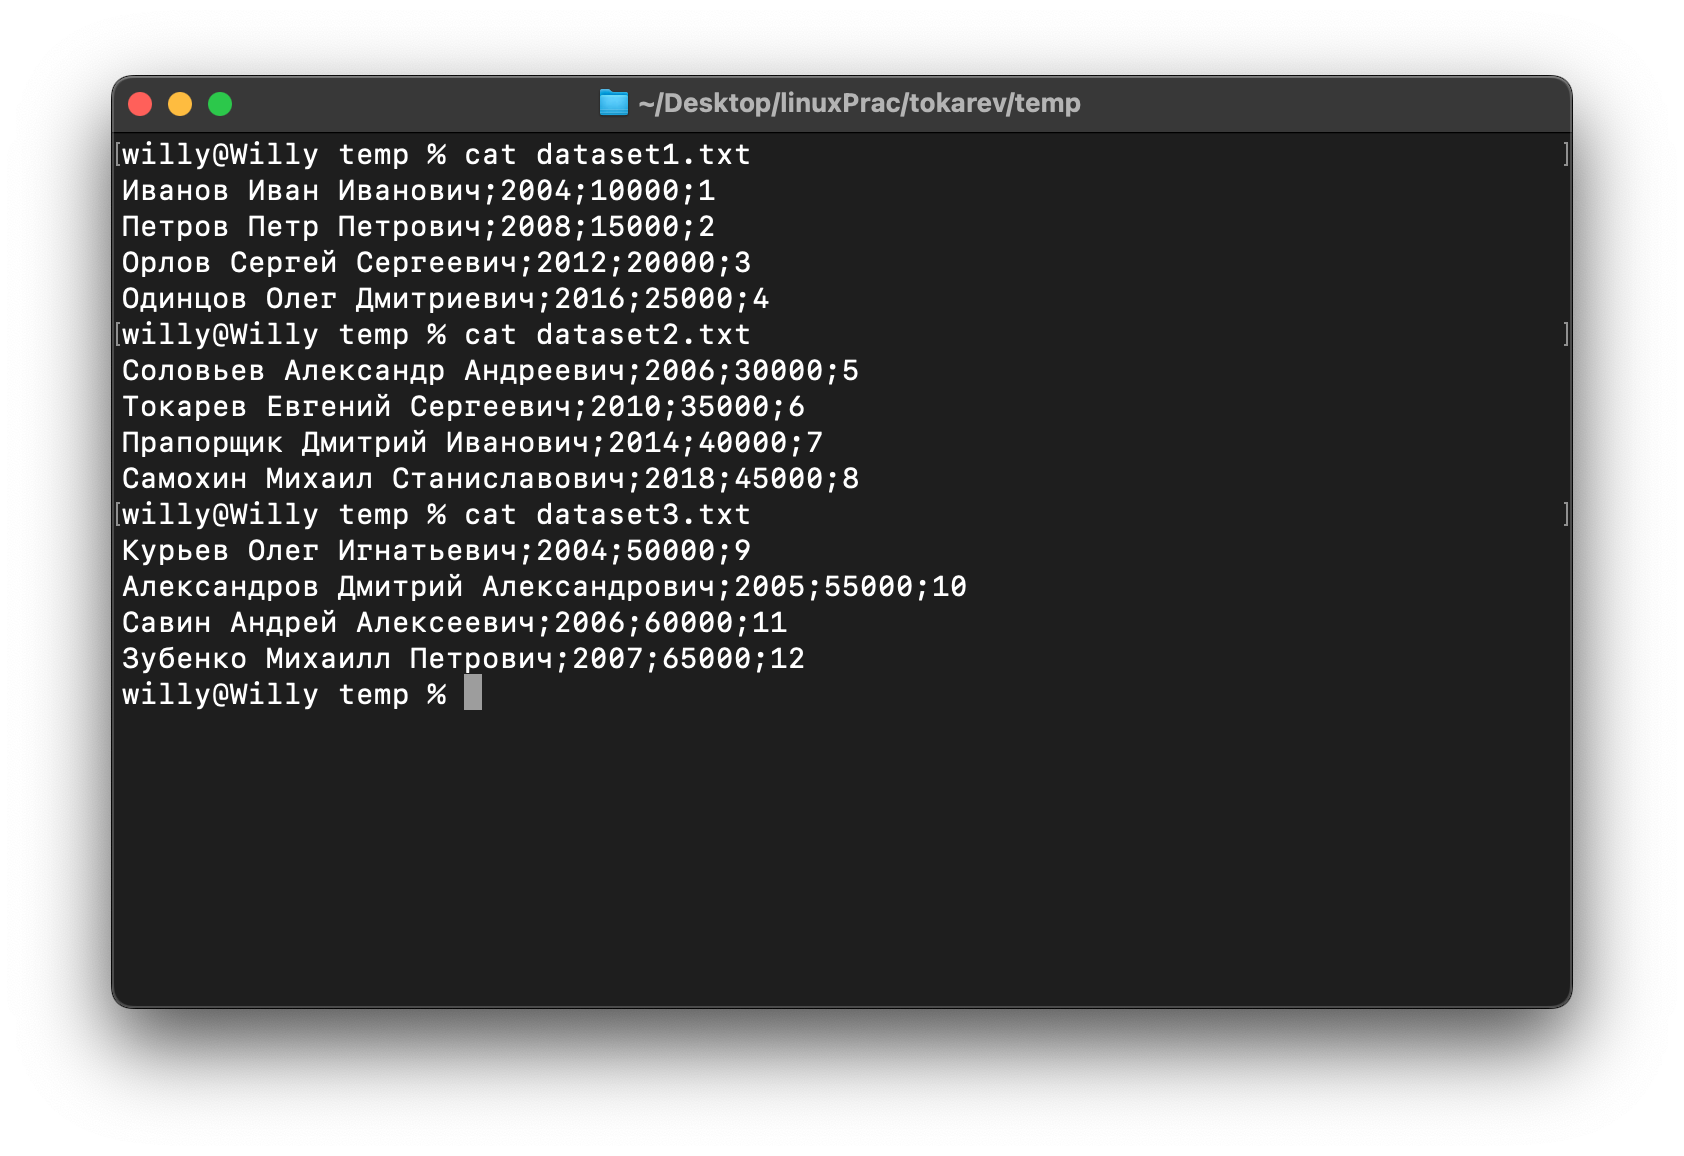 ~/Desktop/linuxPrac/tokarev/temp
[willy@Willy temp % cat dataset1.txt ]
Иванов Иван Иванович;2004;10000;1
Петров Петр Петрович;2008;15000;2
Орлов Сергей Сергеевич;2012;20000;3
Одинцов Олег Дмитриевич;2016;25000;4
[willy@Willy temp % cat dataset2.txt ]
Соловьев Александр Андреевич;2006;30000;5
Токарев Евгений Сергеевич;2010;35000;6
Прапорщик Дмитрий Иванович;2014;40000;7
Самохин Михаил Станиславович;2018;45000;8
[willy@Willy temp % cat dataset3.txt ]
Курьев Олег Игнатьевич;2004;50000;9
Александров Дмитрий Александрович;2005;55000;10
Савин Андрей Алексеевич;2006;60000;11
Зубенко Михаилл Петрович;2007;65000;12
willy@Willy temp %